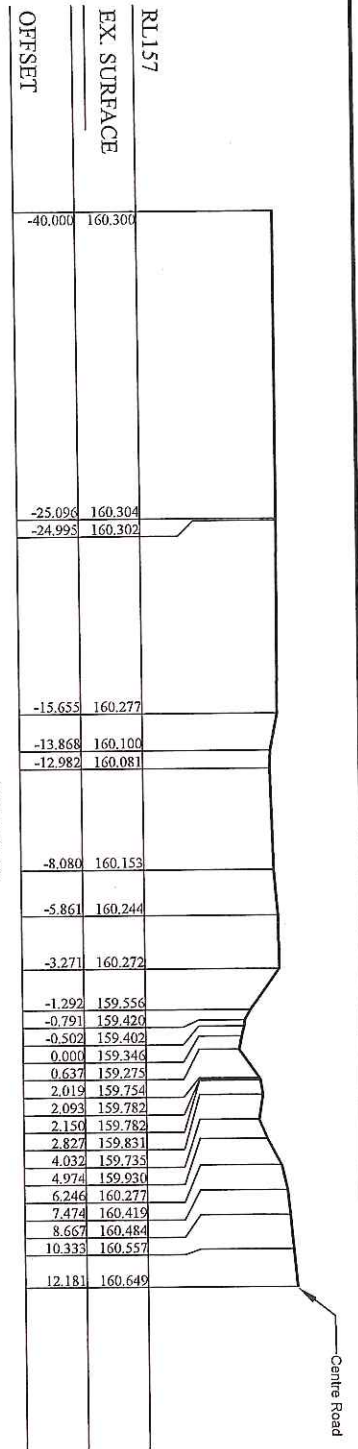 Centre Road
RL157
EX. SURFACE 160.300 160.304 160.302 160.277 160.100 160.081 160.153 160.244 160.272 159.556 159.420 159.402 159.346 159.275 159.754 159.782 159.782 159.831 159.735 159.930 160.277 160.419 160.484 160.557 160.649
OFFSET -40.000 -25.096 -24.995 -15.655 -13.868 -12.982 -8.080 -5.861 -3.271 -1.292 -0.791 -0.502 0.000 0.637 2.019 2.093 2.150 2.827 4.032 4.974 6.246 7.474 8.667 10.333 12.181